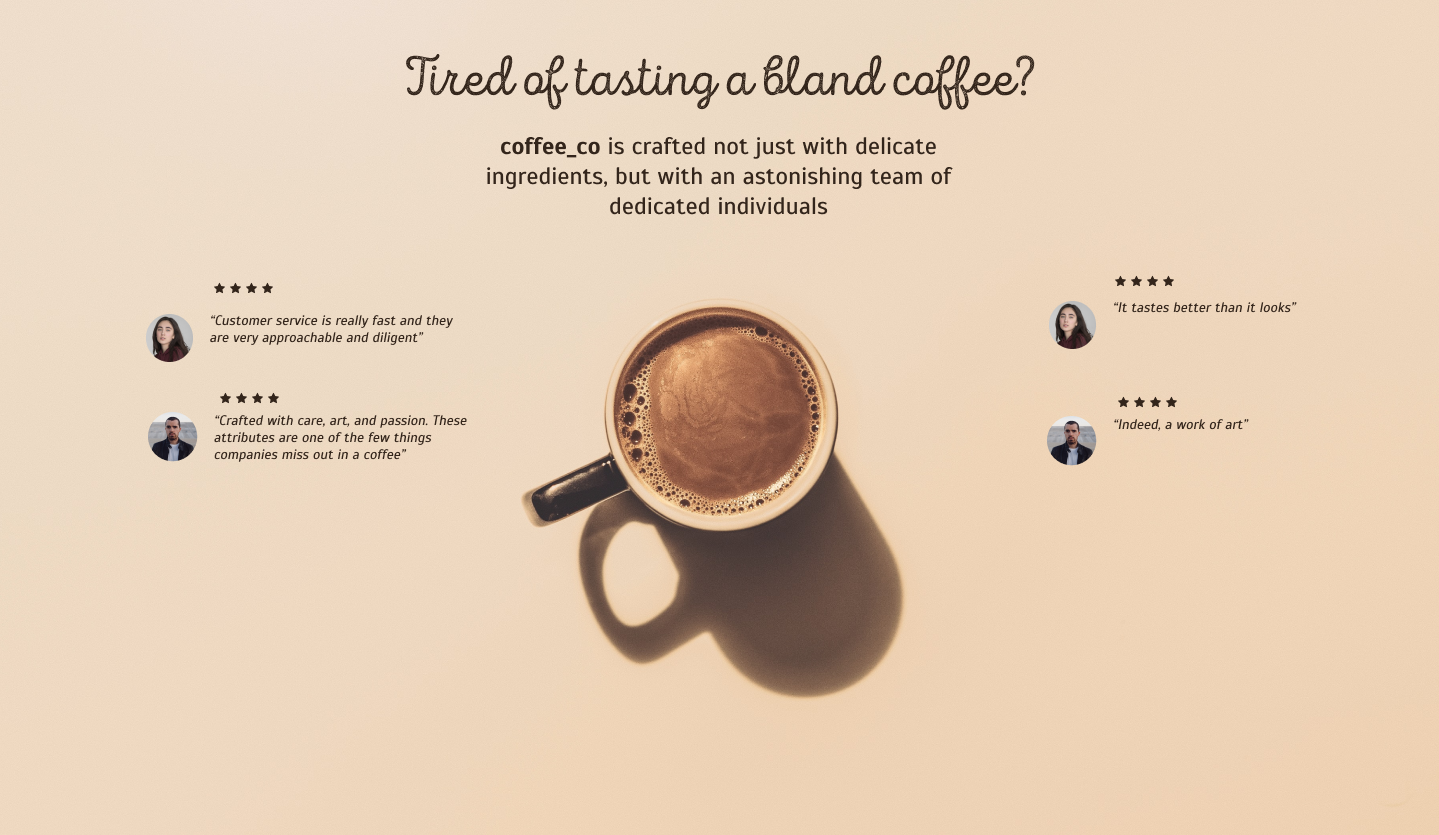 Tired of tasting a bland coffee?
coffee_co is crafted not just with delicate
ingredients, but with an astonishing team of
dedicated individuals
“Customer service is really fast and they
are very approachable and diligent”
“Crafted with care, art, and passion. These
attributes are one of the few things
companies miss out in a coffee”
“It tastes better than it looks”
“Indeed, a work of art”